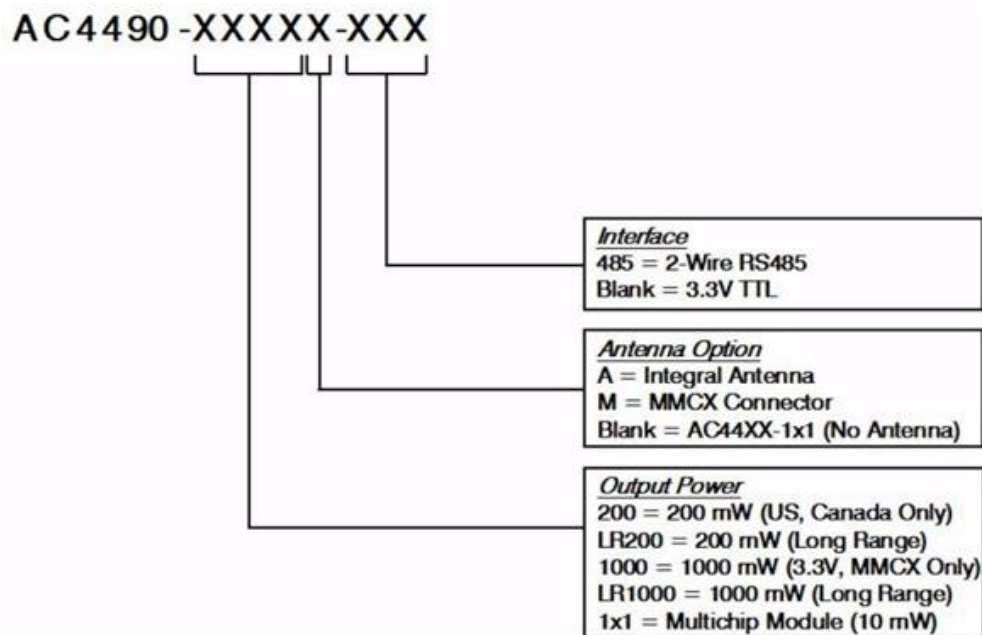 AC4490-XXXXX-XXX
Interface
485 = 2-Wire RS485
Blank = 3.3V TTL
Antenna Option
A = Integral Antenna
M = MMCX Connector
Blank = AC44XX-1x1 (No Antenna)
Output Power
200 = 200 mW (US, Canada Only)
LR200 = 200 mW (Long Range)
1000 = 1000 mW (3.3V, MMCX Only)
LR1000 = 1000 mW (Long Range)
1x1 = Multichip Module (10 mW)